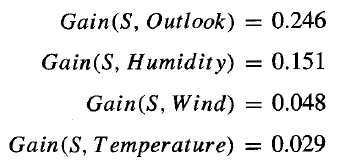 Gain(S, Outlook) = 0.246
Gain(S, Humidity) = 0.151
Gain(S, Wind) = 0.048
Gain(S, Temperature) = 0.029